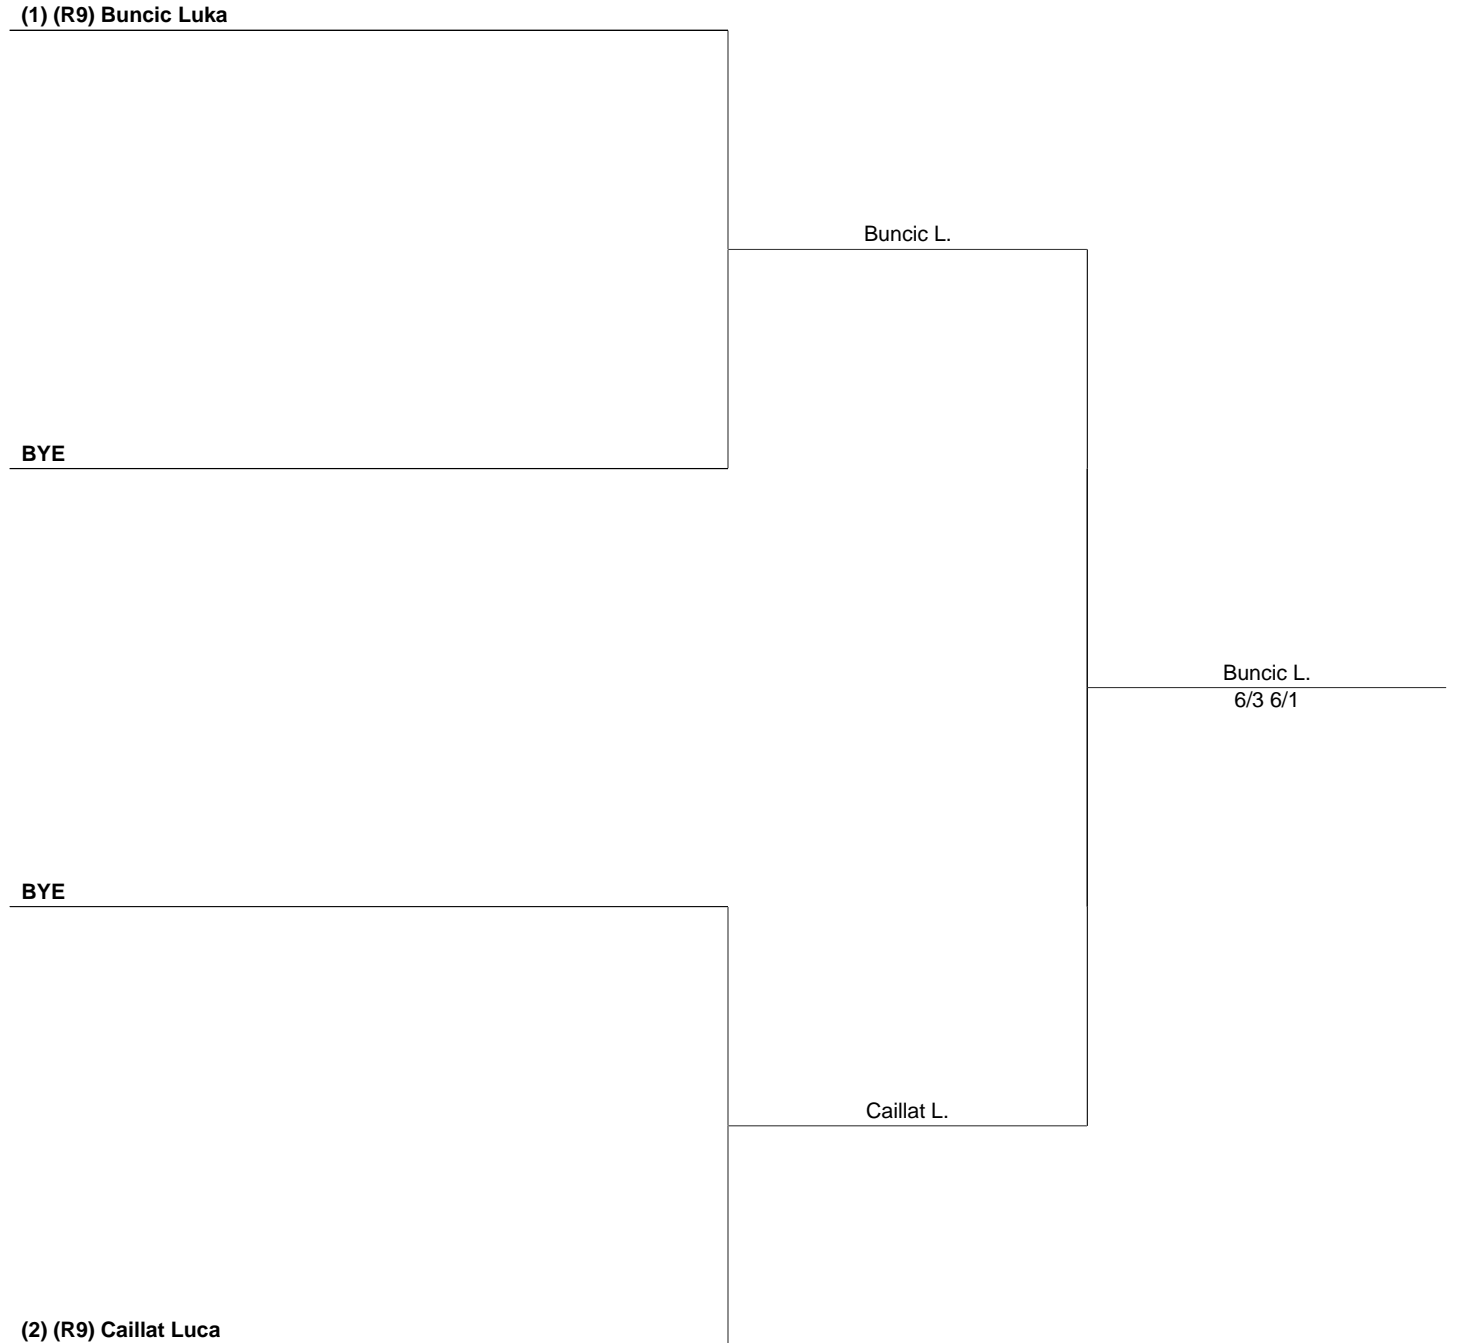 (1) (R9) Buncic Luka
Buncic L.
BYE
Buncic L.
6/3 6/1
BYE
Caillat L.
(2) (R9) Caillat Luca